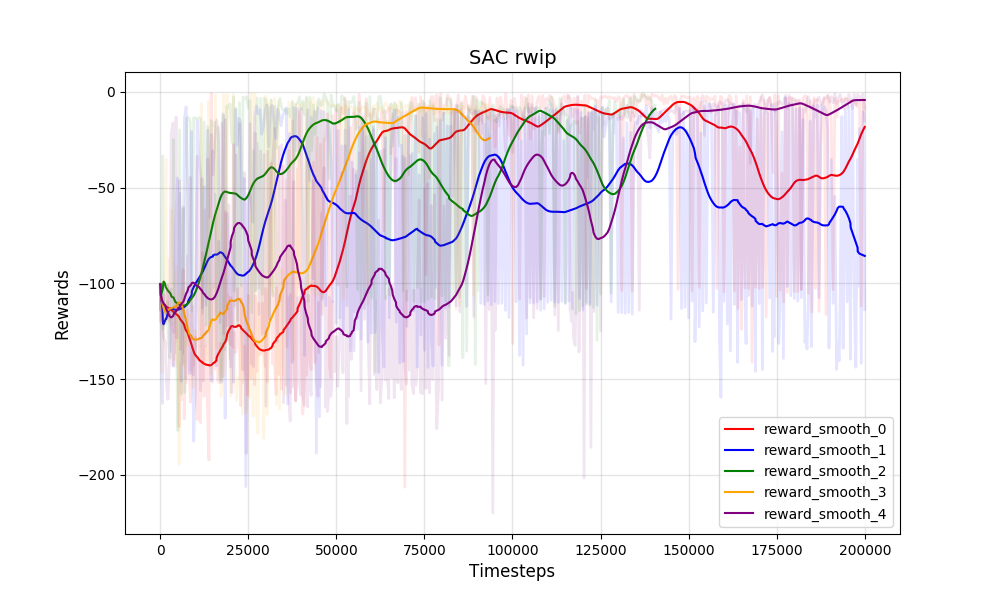 SAC rwip
Rewards
0
−50
−100
−150
−200
0 25000 50000 75000 100000 125000 150000 175000 200000
Timesteps
reward_smooth_0
reward_smooth_1
reward_smooth_2
reward_smooth_3
reward_smooth_4